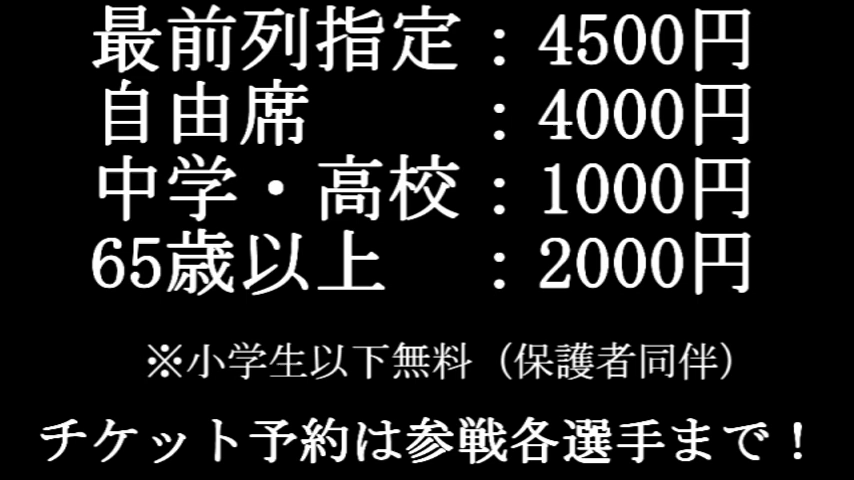 最前列指定：4500円
自由席　　：4000円
中学・高校：1000円
65歳以上　：2000円
※小学生以下無料（保護者同伴）
チケット予約は参戦各選手まで！